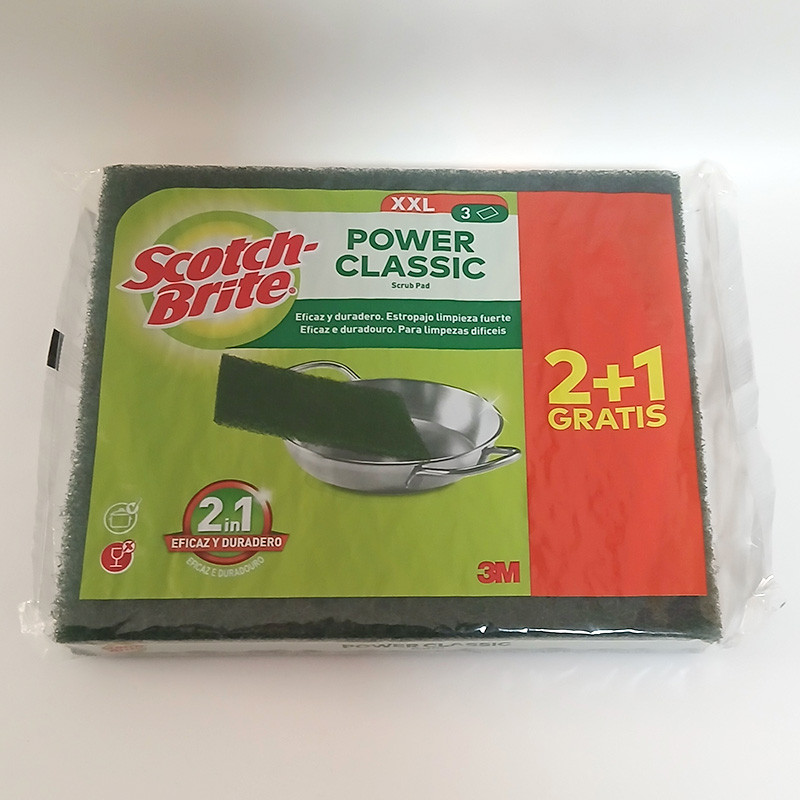 XXL
3
Scotch-
Brite
POWER
CLASSIC
Scrub Pad
Eficaz y duradero. Estropajo limpieza fuerte
Eficaz e duradouro. Para limpezas dificeis
2+1
GRATIS
2in1
EFICAZ Y DURADERO
EFICAZ E DURADOURO
3M
POWER CLASSIC